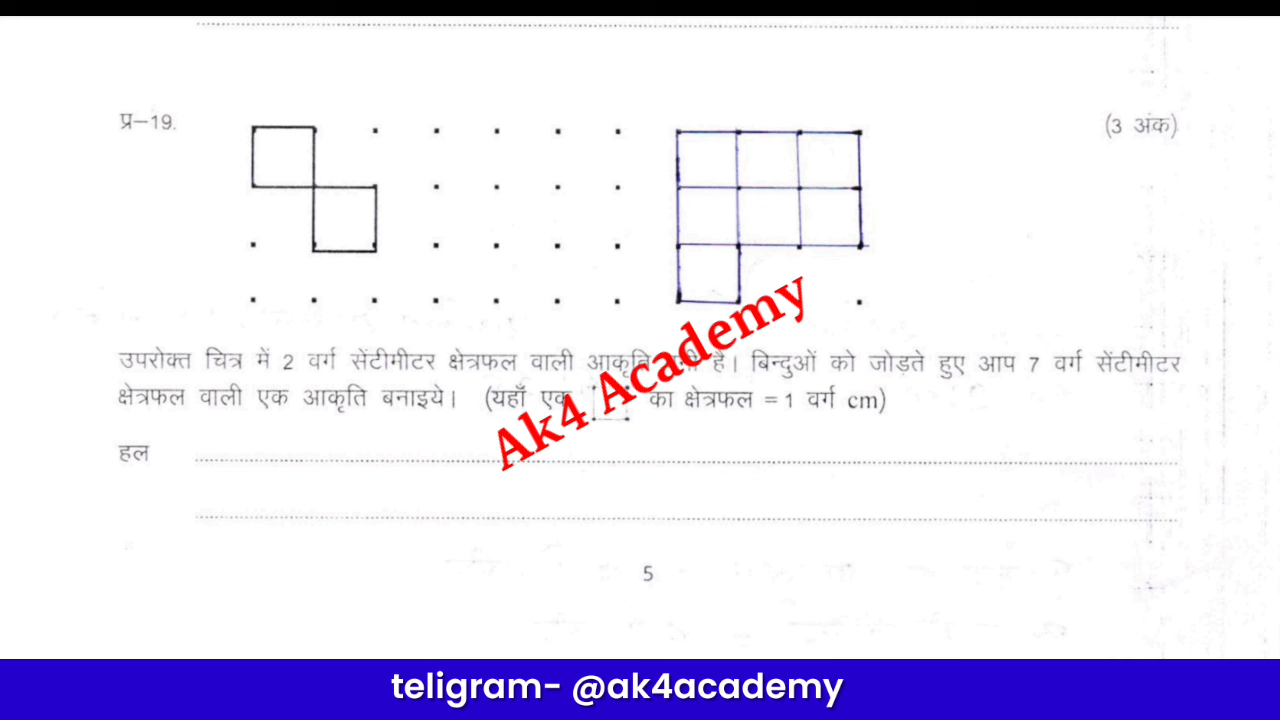 प्र–19.
(3 अंक)
उपरोक्त चित्र में 2 वर्ग सेंटीमीटर क्षेत्रफल वाली आकृति है। बिन्दुओं को जोड़ते हुए आप 7 वर्ग सेंटीमीटर
क्षेत्रफल वाली एक आकृति बनाइये। (यहाँ एक का क्षेत्रफल = 1 वर्ग cm)
Ak4 Academy
हल
5
teligram- @ak4academy